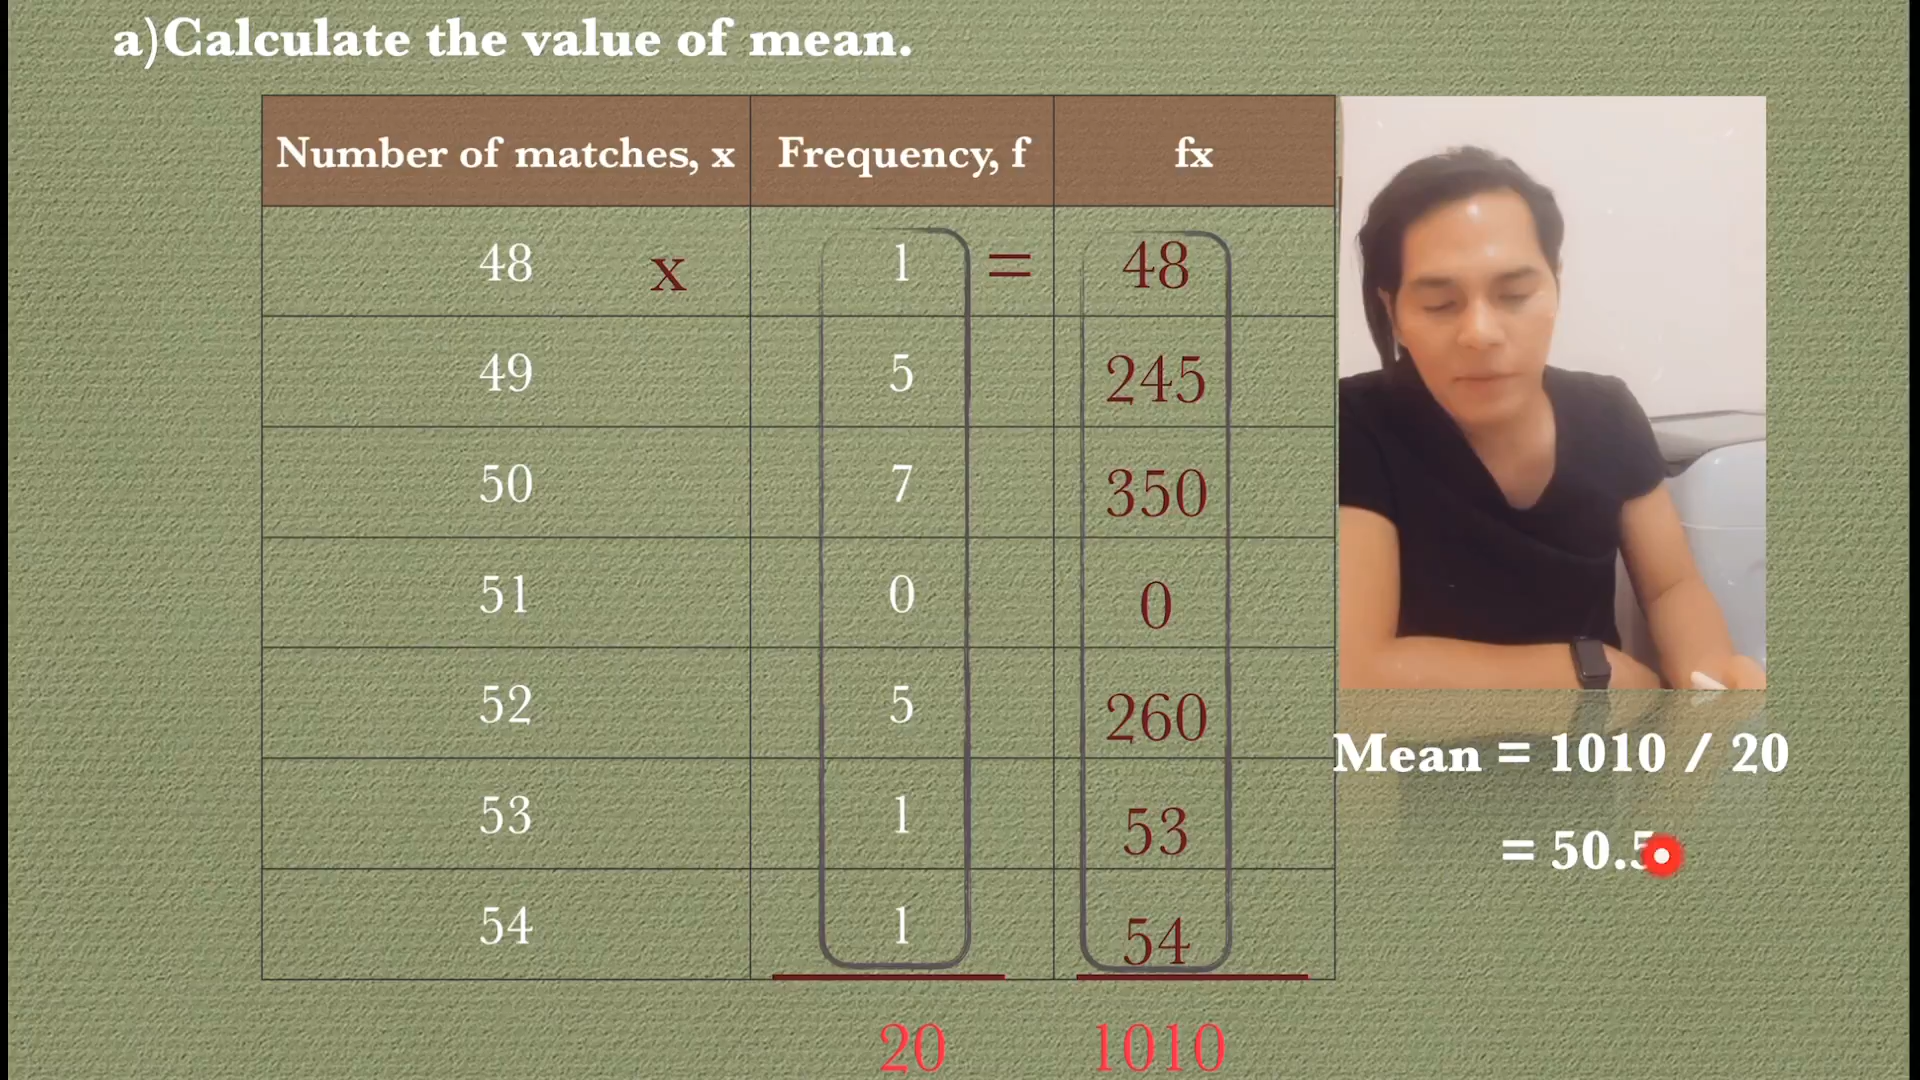 a)Calculate the value of mean.
Number of matches, x Frequency, f fx
48 x 1 = 48
49 5 245
50 7 350
51 0 0
52 5 260
53 1 53
54 1 54
20 1010
Mean = 1010 / 20
= 50.5